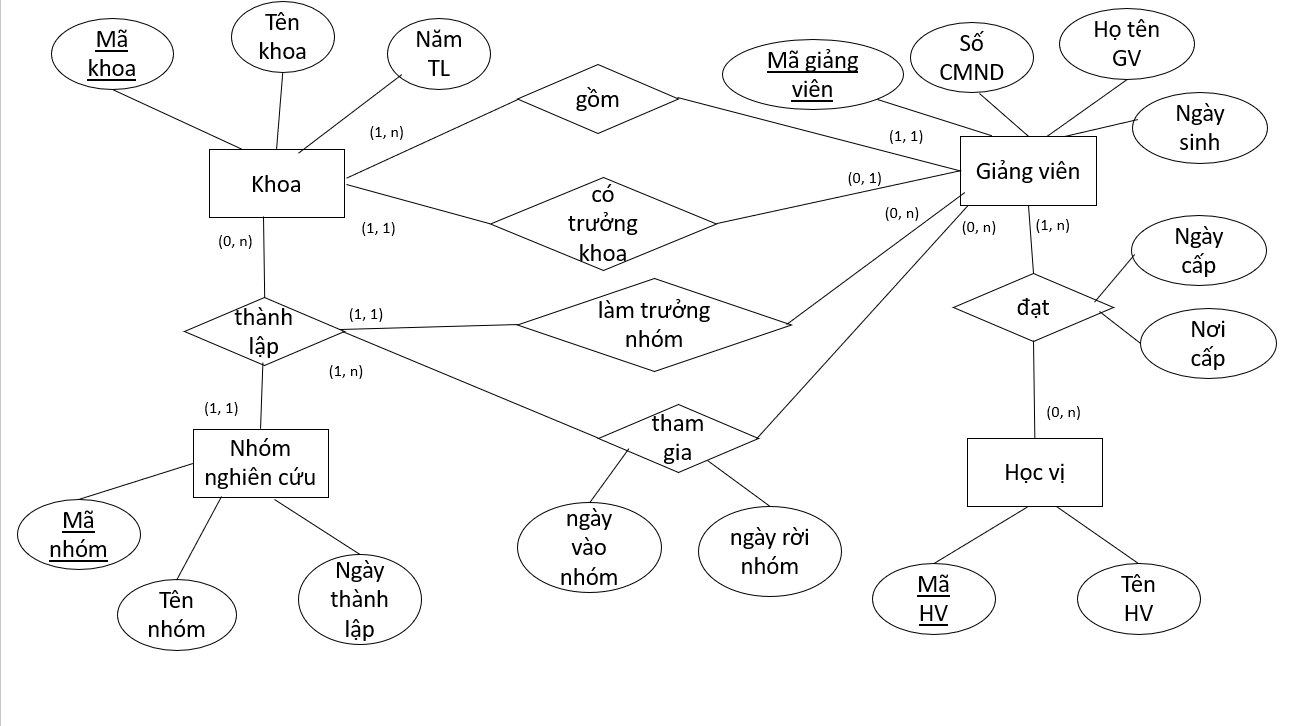 Mã
khoa
Tên
khoa
Năm
TL
gồm
Mã giảng
viên
Số
CMND
Họ tên
GV
Ngày
sinh
(1, n)
(1, 1)
Khoa
Giảng viên
có
trưởng
khoa
(0, 1)
(1, 1)
(0, n)
(0, n)
(0, n)
(1, n)
Ngày
cấp
thành
lập
(1, 1)
làm trưởng
nhóm
đạt
Nơi
cấp
(1, n)
(1, 1)
tham
gia
(0, n)
Nhóm
nghiên cứu
Học vị
Mã
nhóm
Tên
nhóm
Ngày
thành
lập
ngày
vào
nhóm
ngày rời
nhóm
Mã
HV
Tên
HV